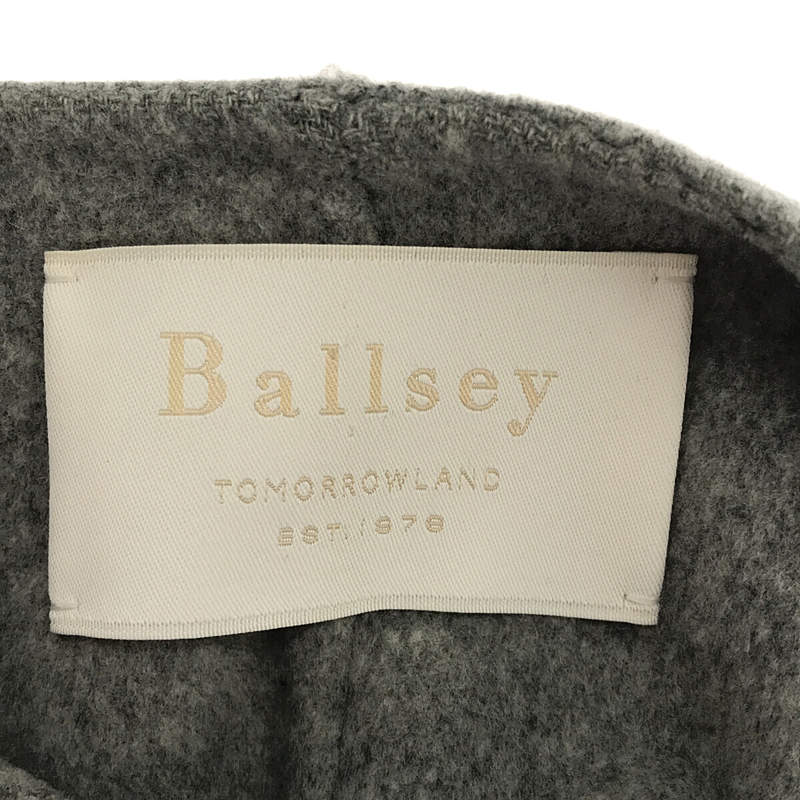 Ballsey
TOMORROWLAND
EST. 1978